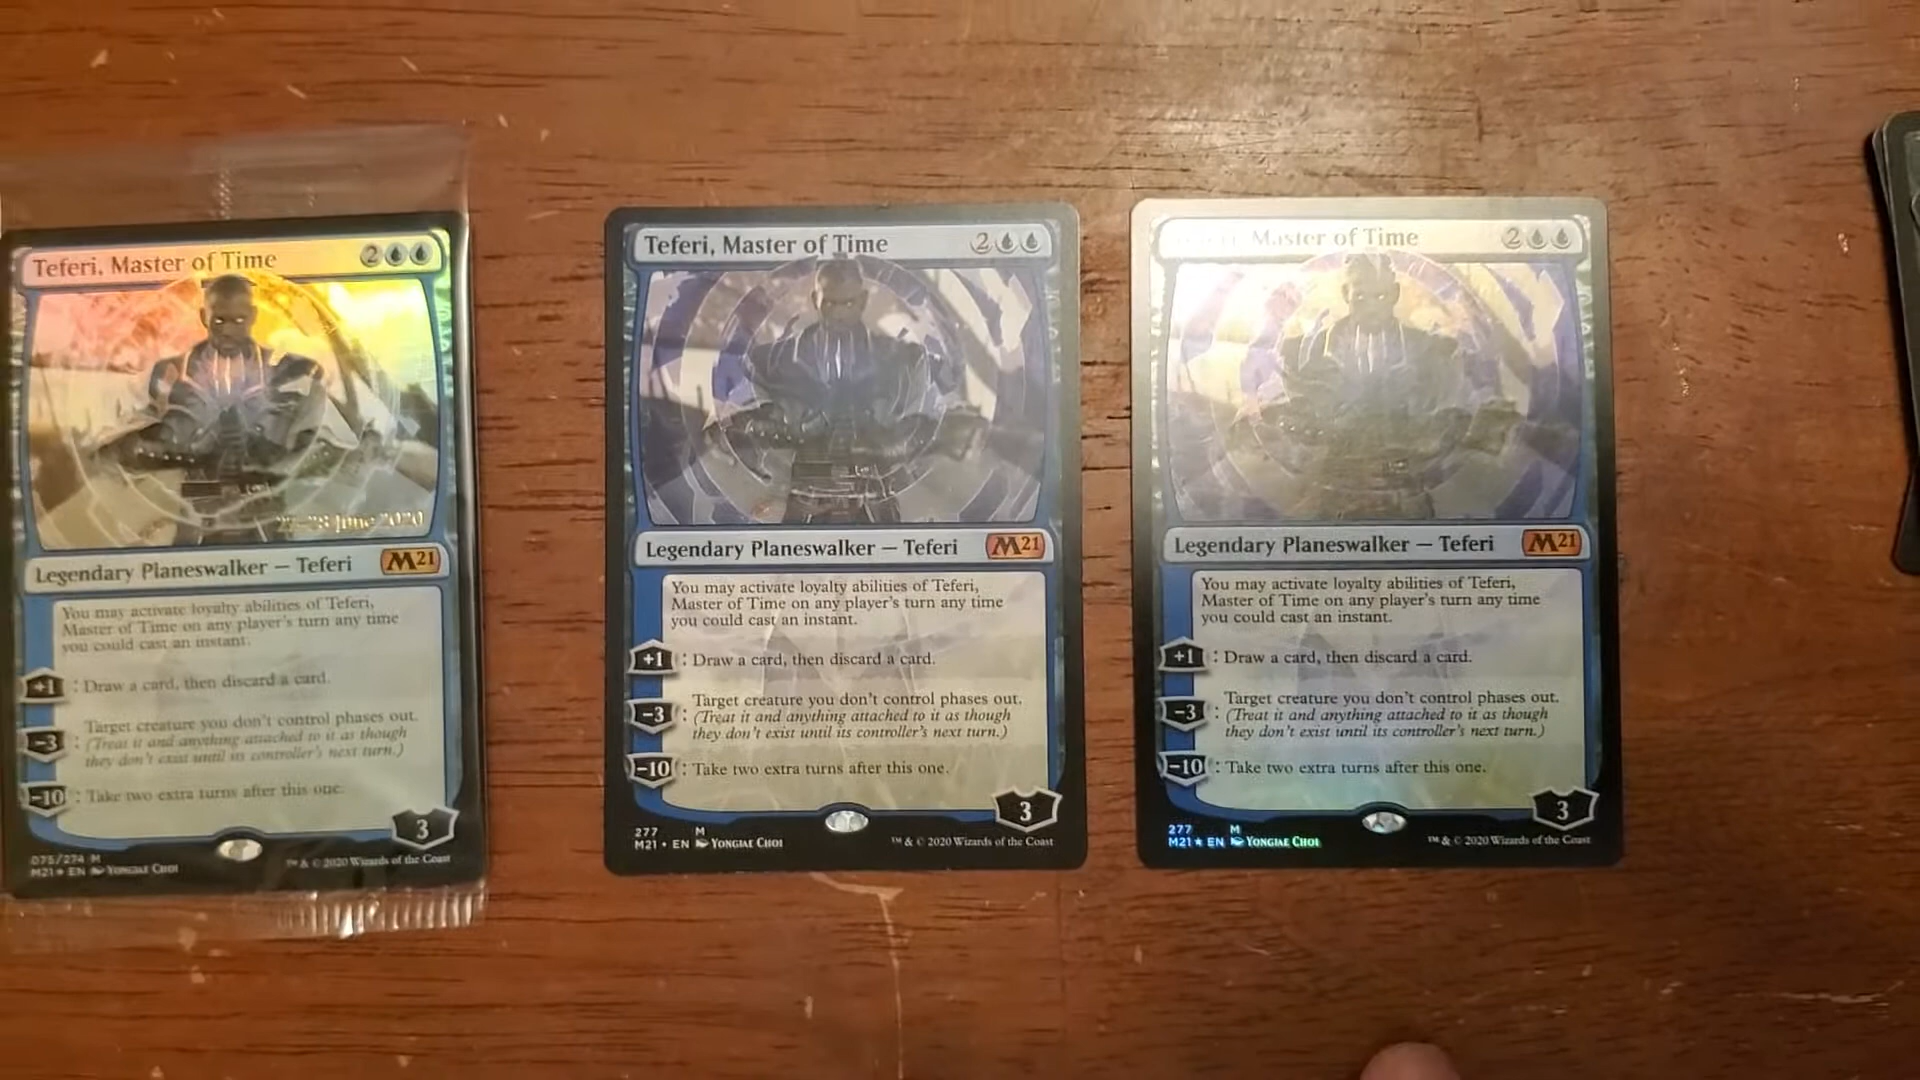 Teferi, Master of Time 2
28 June 2020
Legendary Planeswalker — Teferi M21
You may activate loyalty abilities of Teferi,
Master of Time on any player's turn any time
you could cast an instant.
+1 : Draw a card, then discard a card.
Target creature you don't control phases out.
−3 : (Treat it and anything attached to it as though
they don't exist until its controller's next turn.)
−10 : Take two extra turns after this one.
3
075/274 M
M21★EN YONGJAE CHOI
™ & © 2020 Wizards of the Coast
Teferi, Master of Time 2
Legendary Planeswalker — Teferi M21
You may activate loyalty abilities of Teferi,
Master of Time on any player's turn any time
you could cast an instant.
+1 : Draw a card, then discard a card.
Target creature you don't control phases out.
−3 : (Treat it and anything attached to it as though
they don't exist until its controller's next turn.)
−10 : Take two extra turns after this one.
3
277 M
M21 • EN YONGJAE CHOI
™ & © 2020 Wizards of the Coast
Master of Time 2
Legendary Planeswalker — Teferi M21
You may activate loyalty abilities of Teferi,
Master of Time on any player's turn any time
you could cast an instant.
+1 : Draw a card, then discard a card.
Target creature you don't control phases out.
−3 : (Treat it and anything attached to it as though
they don't exist until its controller's next turn.)
−10 : Take two extra turns after this one.
3
277 M
M21★EN YONGJAE CHOI
™ & © 2020 Wizards of the Coast